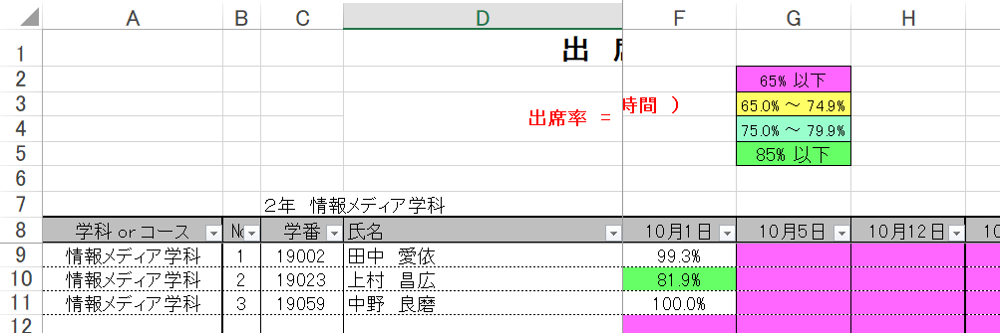 A B C D F G H
1 出
2 65% 以下
3 時間 ) 65.0% ～ 74.9%
出席率 =
4 75.0% ～ 79.9%
5 85% 以下
6
7 2年 情報メディア学科
8 学科 or コース 学番 氏名 10月1日 10月5日 10月12日 10
9 情報メディア学科 1 19002 田中 愛依 99.3%
10 情報メディア学科 2 19023 上村 昌広 81.9%
11 情報メディア学科 3 19059 中野 良磨 100.0%
12